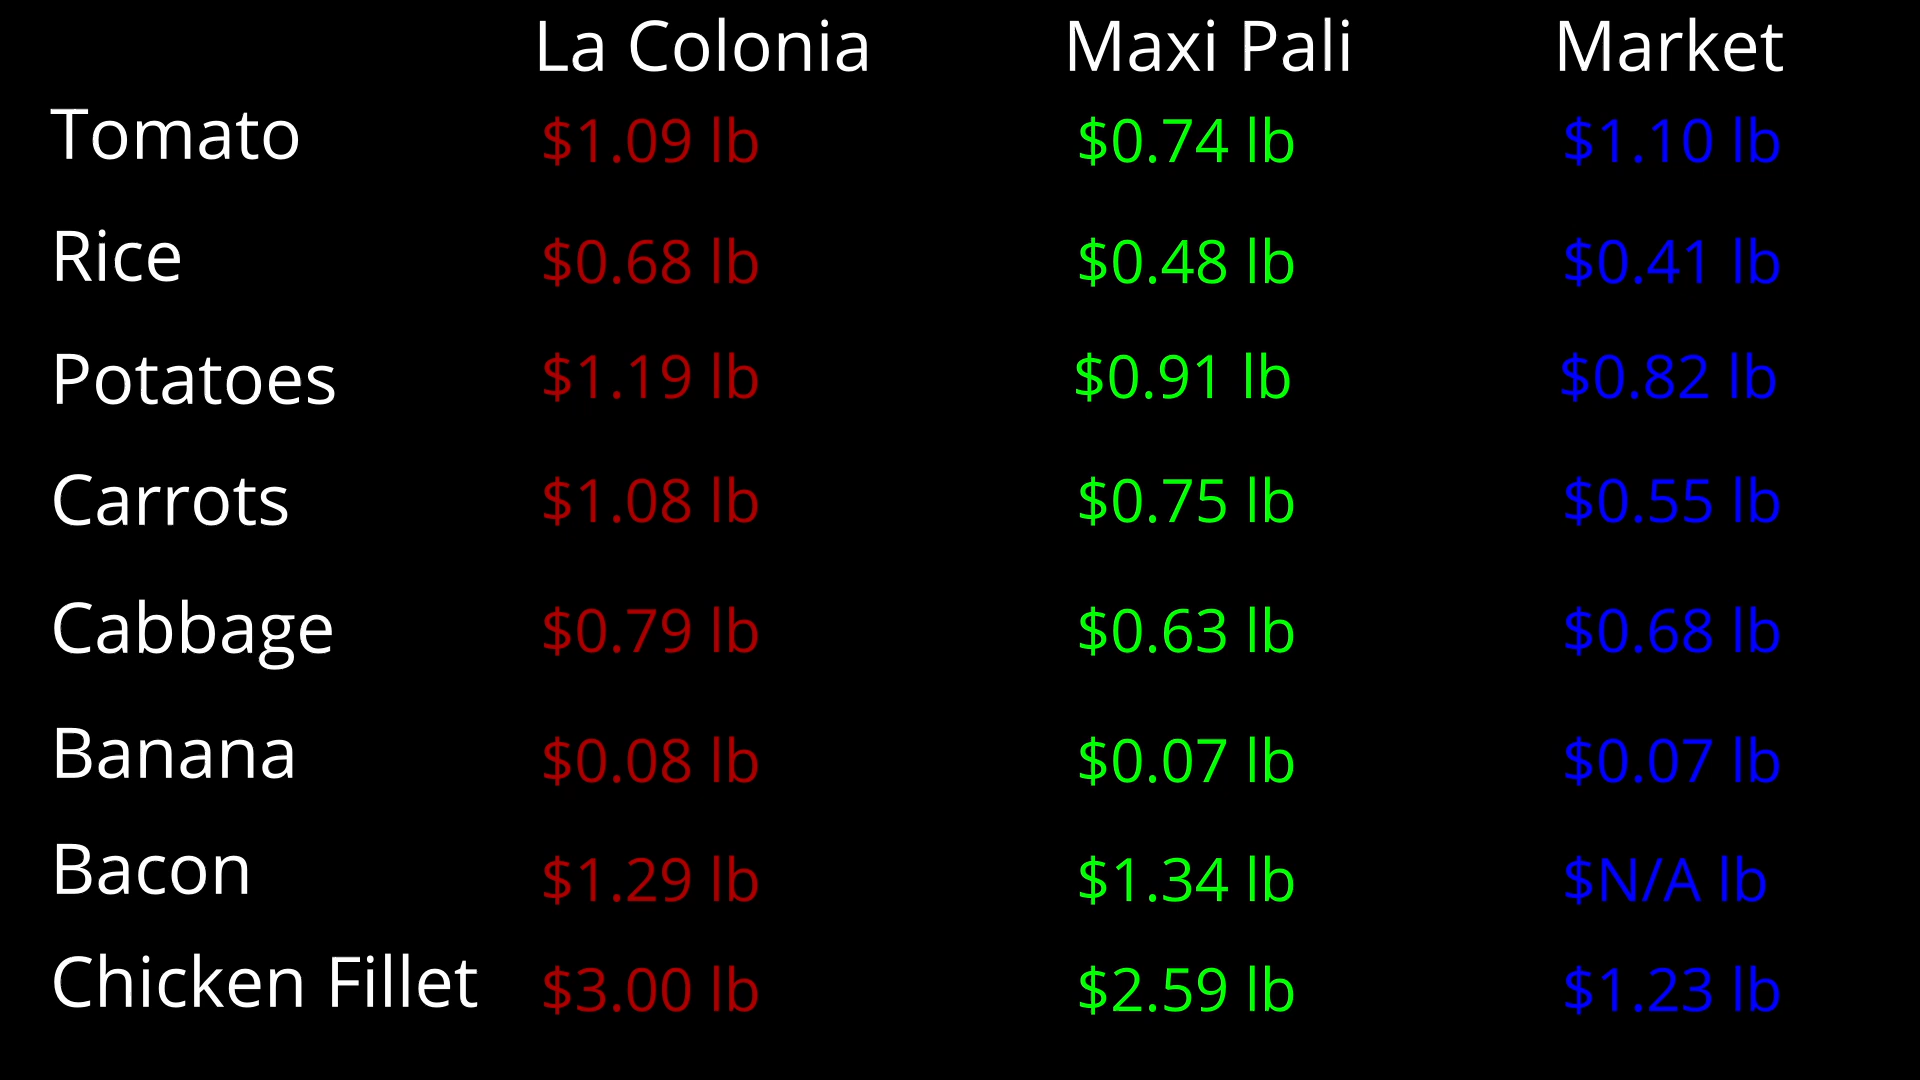 La Colonia Maxi Pali Market
Tomato $1.09 lb $0.74 lb $1.10 lb
Rice $0.68 lb $0.48 lb $0.41 lb
Potatoes $1.19 lb $0.91 lb $0.82 lb
Carrots $1.08 lb $0.75 lb $0.55 lb
Cabbage $0.79 lb $0.63 lb $0.68 lb
Banana $0.08 lb $0.07 lb $0.07 lb
Bacon $1.29 lb $1.34 lb $N/A lb
Chicken Fillet $3.00 lb $2.59 lb $1.23 lb